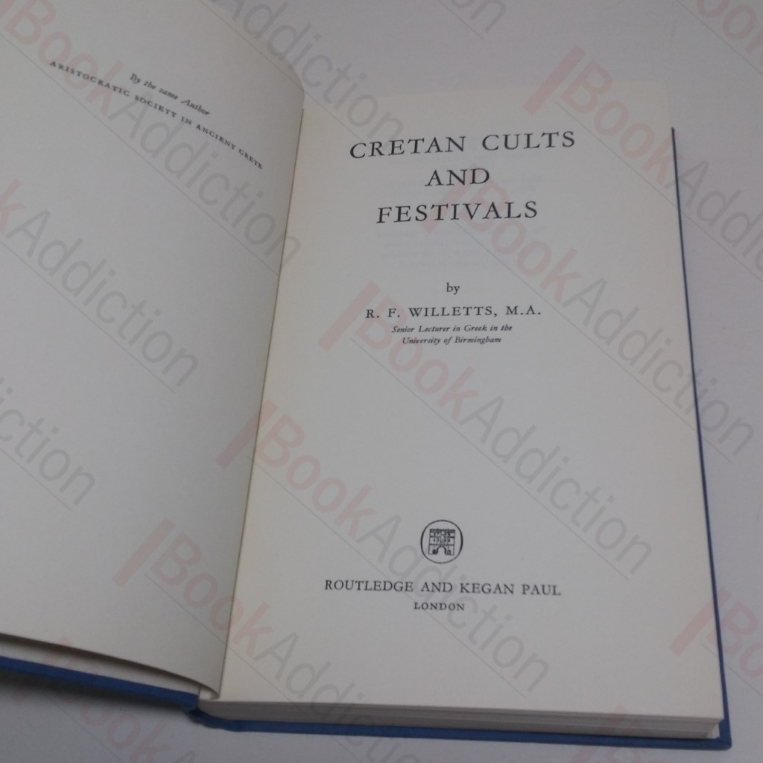 By the same Author
ARISTOCRATIC SOCIETY IN ANCIENT CRETE
CRETAN CULTS
AND
FESTIVALS
by
R. F. WILLETTS, M.A.
Senior Lecturer in Greek in the
University of Birmingham
ROUTLEDGE AND KEGAN PAUL
LONDON
BookAddiction